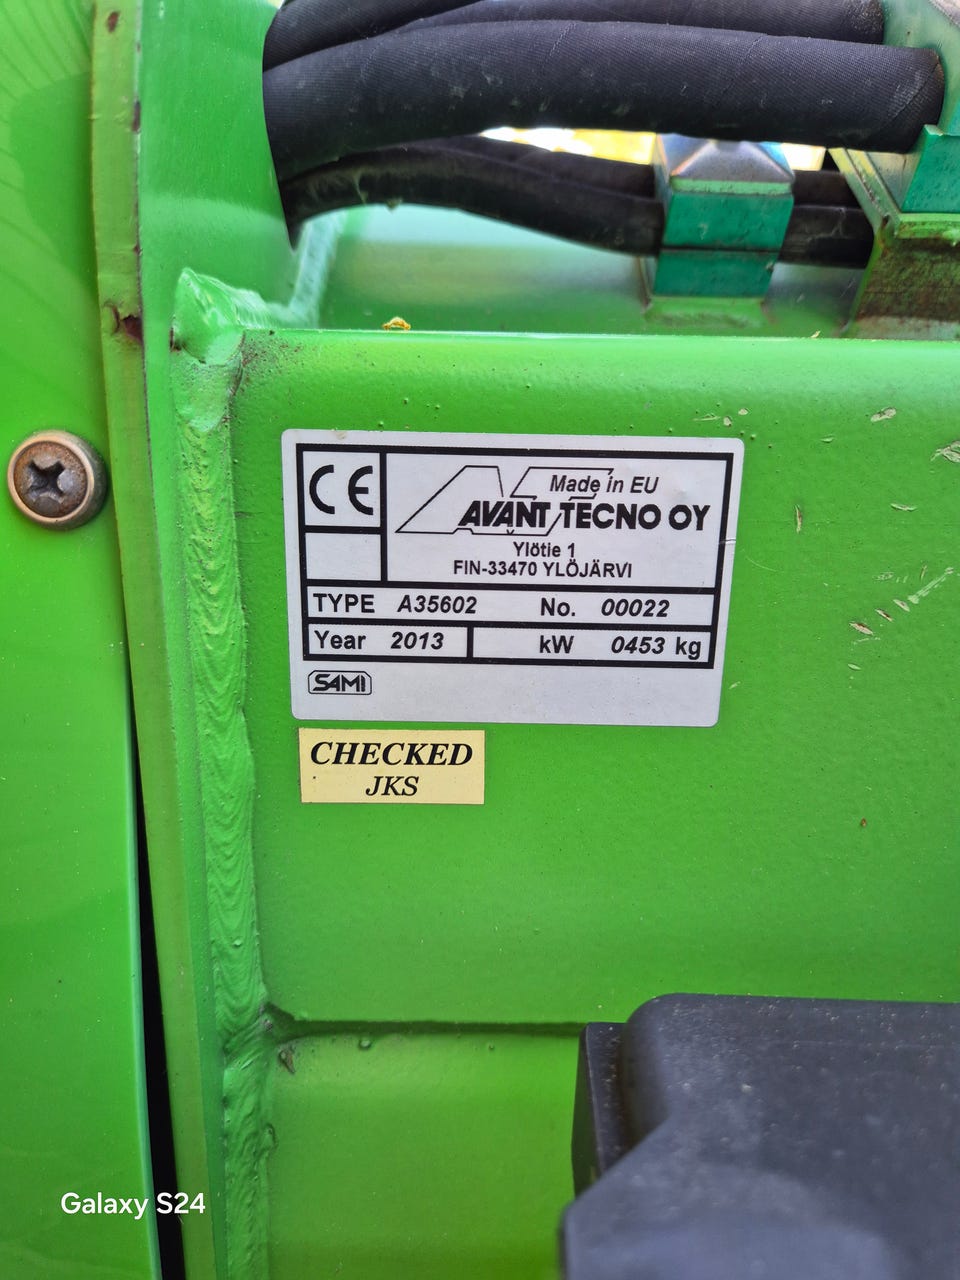 CE
Made in EU
AVANT TECNO OY
Ylötie 1
FIN-33470 YLÖJÄRVI
TYPE A35602 No. 00022
Year 2013 kW 0453 kg
SAMI
CHECKED
JKS
Galaxy S24